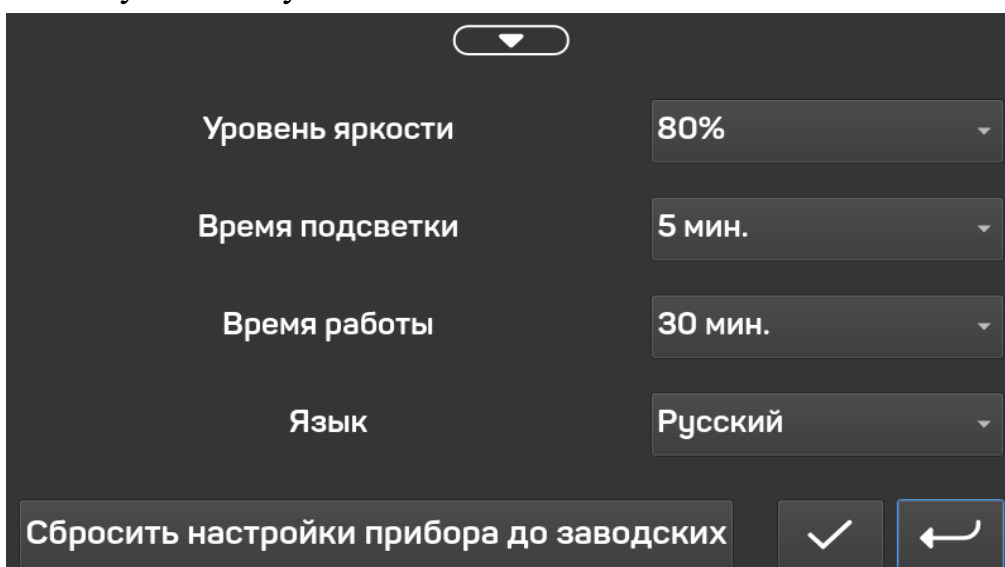 Уровень яркости
80%
Время подсветки
5 мин.
Время работы
30 мин.
Язык
Русский
Сбросить настройки прибора до заводских